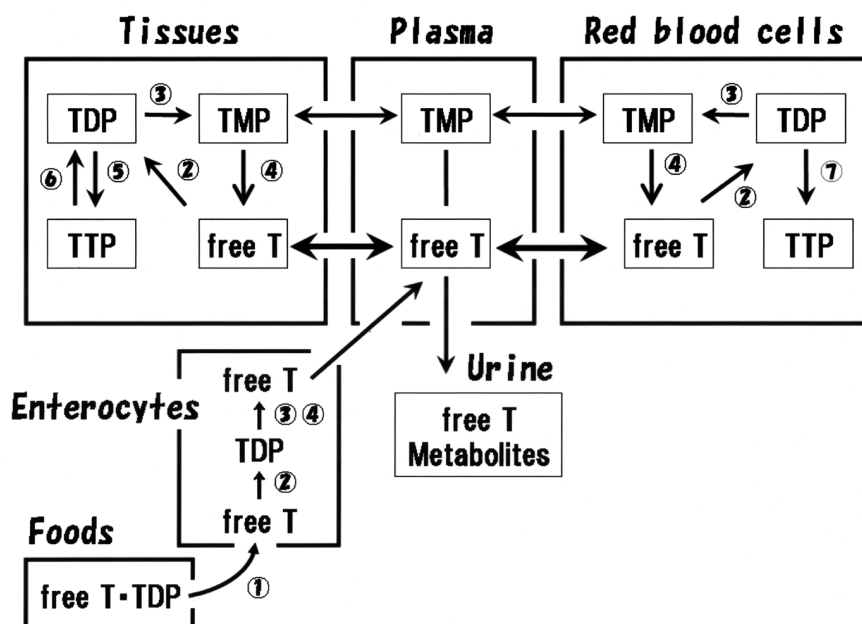 Tissues
Plasma
Red blood cells
TDP
③
TMP
⑥
⑤
②
④
TTP
free T
TMP
free T
TMP
③
TDP
④
②
⑦
free T
TTP
Enterocytes
free T
③ ④
TDP
②
free T
Urine
free T
Metabolites
Foods
free T▪TDP
①